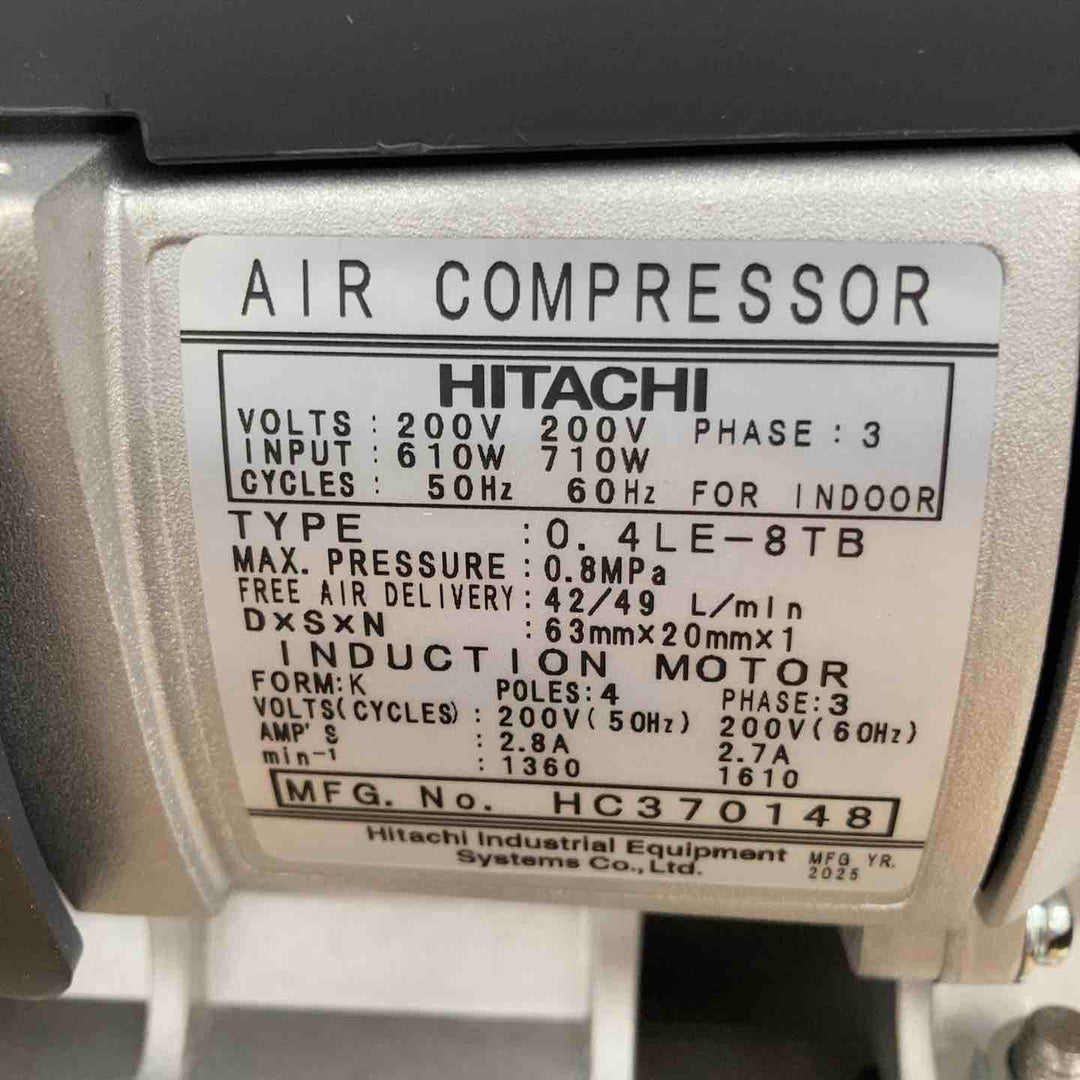 AIR COMPRESSOR
HITACHI
VOLTS : 200V 200V PHASE : 3
INPUT : 610W 710W
CYCLES : 50Hz 60Hz FOR INDOOR
TYPE : 0.4LE-8TB
MAX. PRESSURE : 0.8MPa
FREE AIR DELIVERY : 42/49 L/min
D×S×N : 63mm×20mm×1
INDUCTION MOTOR
FORM:K POLES:4 PHASE:3
VOLTS(CYCLES) : 200V(50Hz) 200V(60Hz)
AMP'S : 2.8A 2.7A
min⁻¹ : 1360 1610
MFG. No. HC370148
Hitachi Industrial Equipment
Systems Co., Ltd.
MFG. YR.
2025